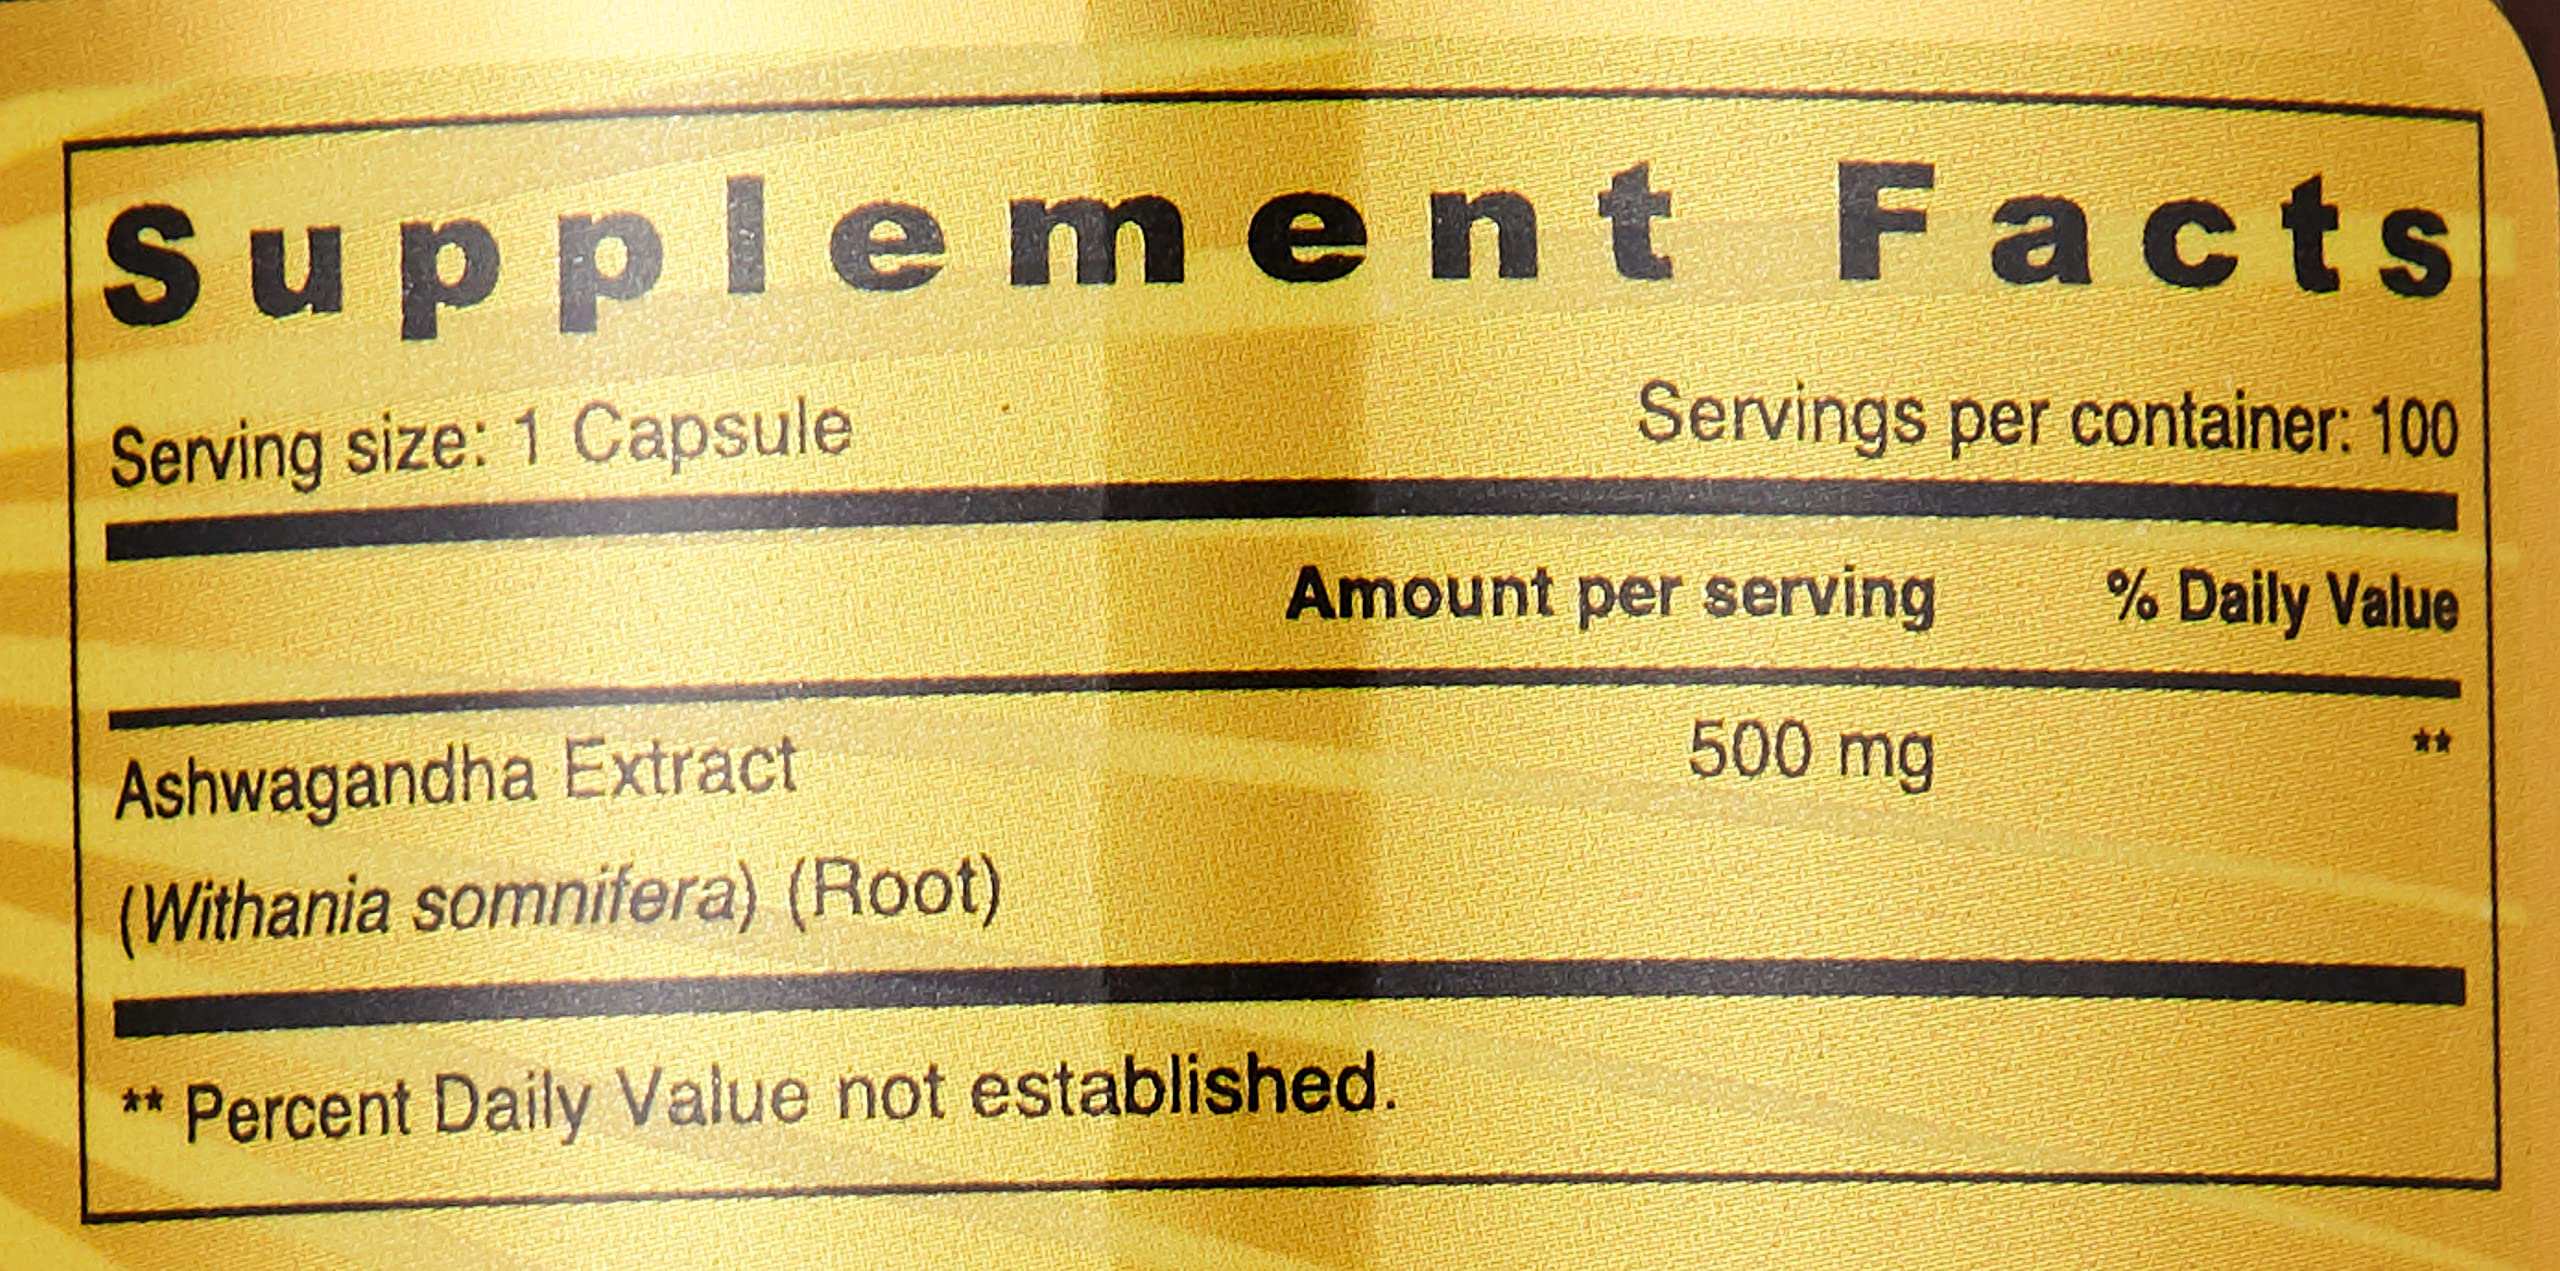 Supplement Facts
Serving size: 1 Capsule Servings per container: 100
Amount per serving % Daily Value
Ashwagandha Extract 500 mg **
(Withania somnifera) (Root)
** Percent Daily Value not established.